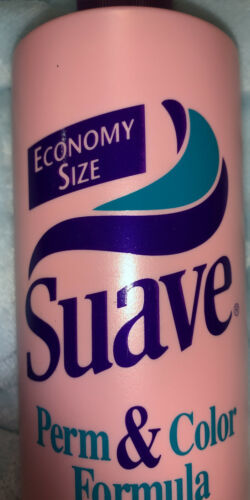 ECONOMY
SIZE
Suave®
Perm & Color
Formula